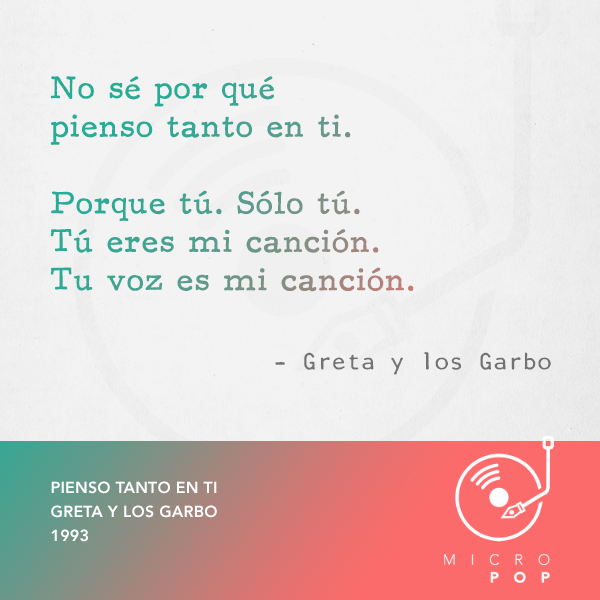 No sé por qué
pienso tanto en ti.
Porque tú. Sólo tú.
Tú eres mi canción.
Tu voz es mi canción.
– Greta y los Garbo
PIENSO TANTO EN TI
GRETA Y LOS GARBO
1993
MICRO
POP